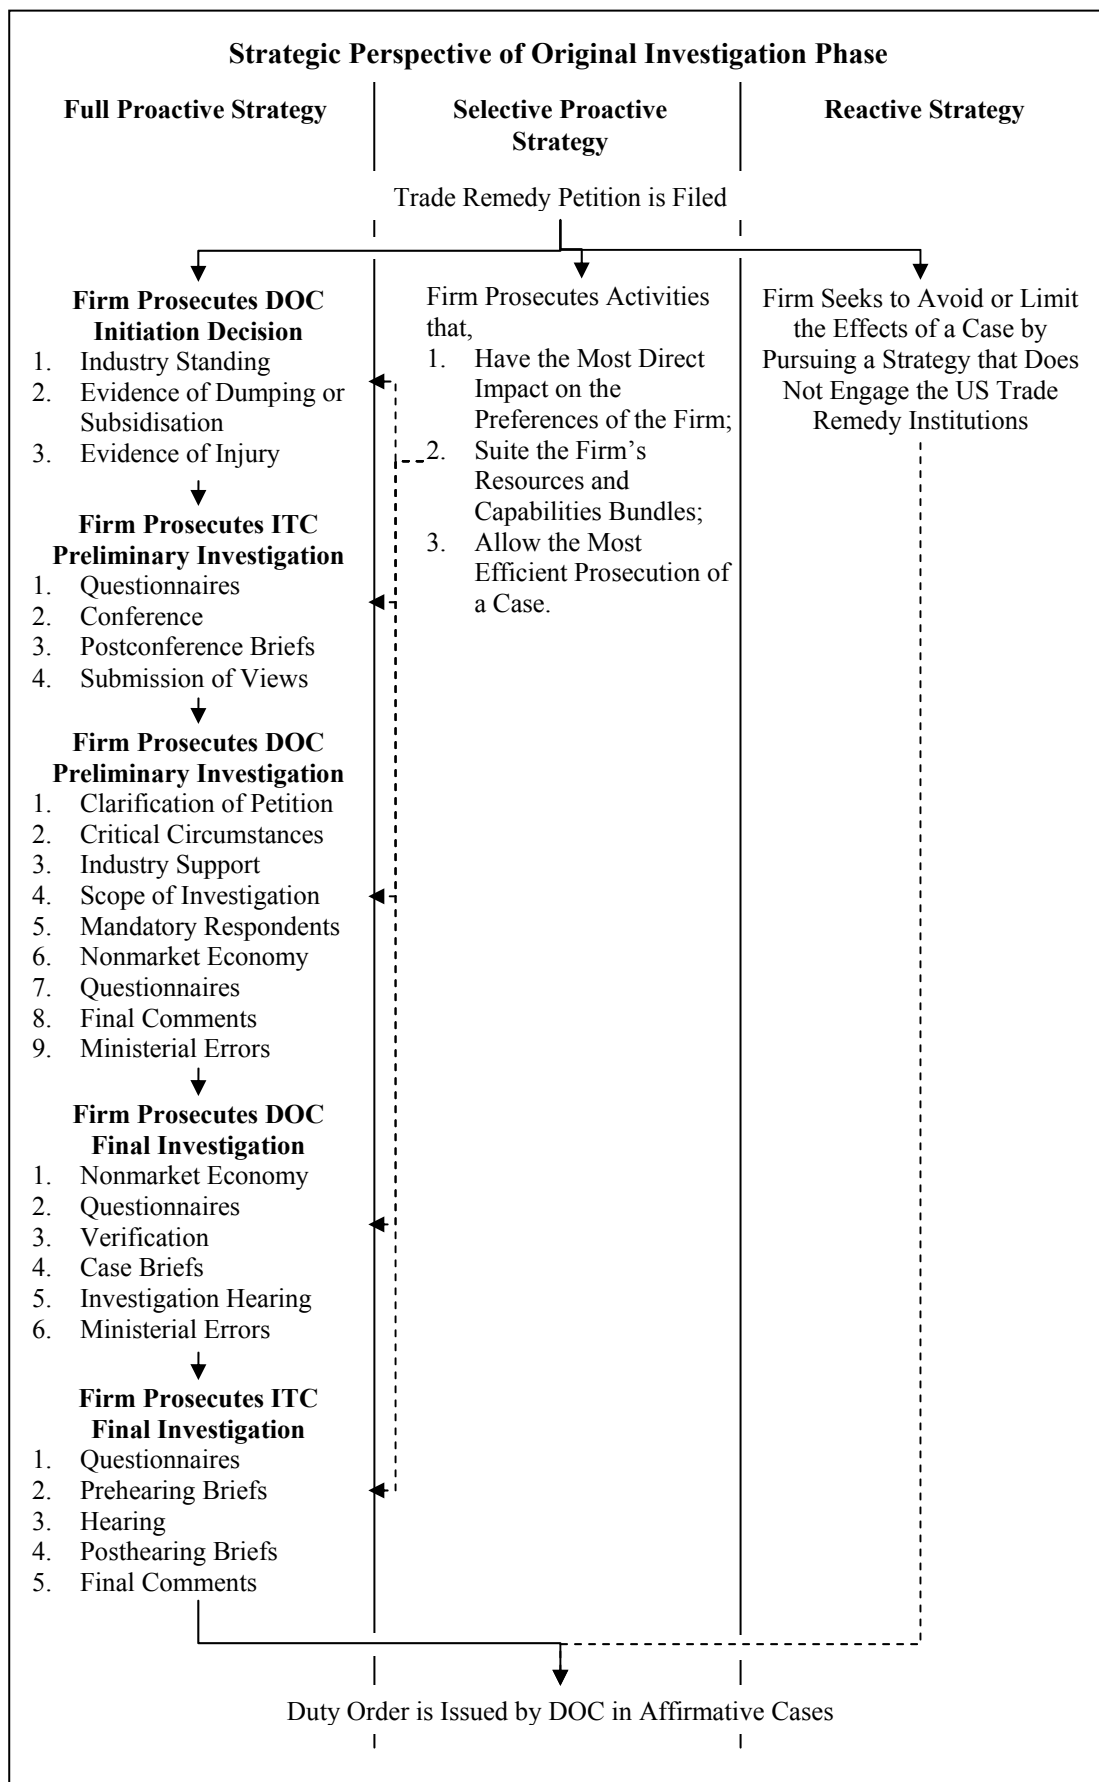 Strategic Perspective of Original Investigation Phase
Full Proactive Strategy
Selective Proactive
Strategy
Reactive Strategy
Trade Remedy Petition is Filed
Firm Prosecutes DOC
Initiation Decision
1. Industry Standing
2. Evidence of Dumping or
Subsidisation
3. Evidence of Injury
Firm Prosecutes ITC
Preliminary Investigation
1. Questionnaires
2. Conference
3. Postconference Briefs
4. Submission of Views
Firm Prosecutes DOC
Preliminary Investigation
1. Clarification of Petition
2. Critical Circumstances
3. Industry Support
4. Scope of Investigation
5. Mandatory Respondents
6. Nonmarket Economy
7. Questionnaires
8. Final Comments
9. Ministerial Errors
Firm Prosecutes DOC
Final Investigation
1. Nonmarket Economy
2. Questionnaires
3. Verification
4. Case Briefs
5. Investigation Hearing
6. Ministerial Errors
Firm Prosecutes ITC
Final Investigation
1. Questionnaires
2. Prehearing Briefs
3. Hearing
4. Posthearing Briefs
5. Final Comments
Firm Prosecutes Activities
that,
1. Have the Most Direct
Impact on the
Preferences of the Firm;
2. Suite the Firm’s
Resources and
Capabilities Bundles;
3. Allow the Most
Efficient Prosecution of
a Case.
Firm Seeks to Avoid or Limit
the Effects of a Case by
Pursuing a Strategy that Does
Not Engage the US Trade
Remedy Institutions
Duty Order is Issued by DOC in Affirmative Cases